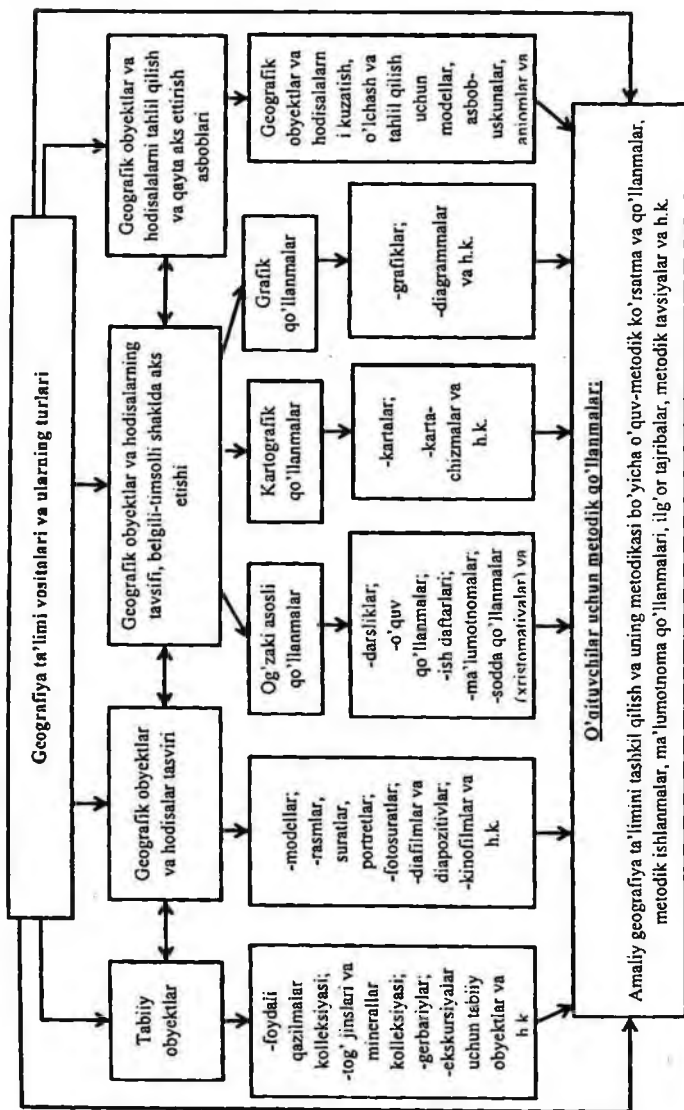 Geografiya ta'limi vositalari va ularning turlari
Tabiiy
obyektlar
Geografik obyektlar
va hodisalar tasviri
Geografik obyektlar va hodisalarning
tavsifi, belgili-timsolli shaklda aks
etishi
Geografik obyektlar va
hodisalalarni tahlil qilish
va qayta aks ettirish
asboblari
Og'zaki asosli
qo'llanmalar
Kartografik
qo'llanmalar
Grafik
qo'llanmalar
-foydali
qazilmalar
kolleksiyasi;
-tog' jinslari va
minerallar
kolleksiyasi;
-gerbariylar;
-ekskursiyalar
uchun tabiiy
obyektlar va
h k
-modellar;
-rasmlar,
suratlar,
portretlar;
-fotosuratlar;
-diafilmlar va
diapozitivlar;
-kinofilmlar va
h.k.
-darsliklar;
-o'quv
qo'llanmalar;
-ish daftarlari;
-ma'lumotnomalar;
-sodda qo'llanmalar
(xristomatiyalar) va
-kartalar;
-karta-
chizmalar va
h.k.
-grafiklar;
-diagrammalar
va h.k.
Geografik
obyektlar va
hodisalalarn
i kuzatish,
o'lchash va
tahlil qilish
uchun
modellar,
asbob-
uskunalar,
va
O'qituvchilar uchun metodik qo'llanmalar:
Amaliy geografiya ta'limini tashkil qilish va uning metodikasi bo'yicha o'quv-metodik ko'rsatma va qo'llanmalar,
metodik ishlanmalar, ma'lumotnoma qo'llanmalari, ilg'or tajribalar, metodik tavsiyalar va h.k.